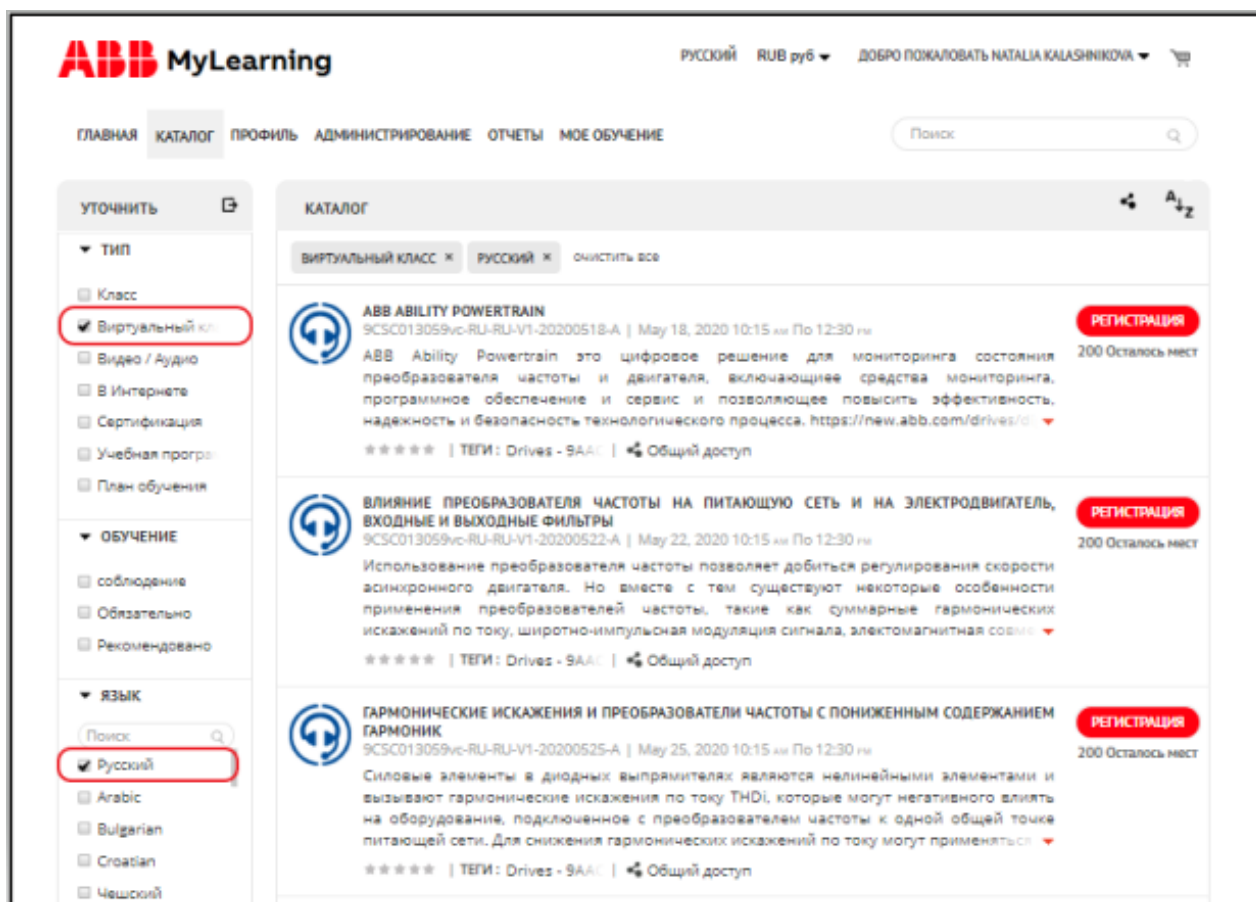 ABB MyLearning
РУССКИЙ RUB руб ДОБРО ПОЖАЛОВАТЬ NATALIA KALASHNIKOVA
ГЛАВНАЯ КАТАЛОГ ПРОФИЛЬ АДМИНИСТРИРОВАНИЕ ОТЧЕТЫ МОЕ ОБУЧЕНИЕ
Поиск
УТОЧНИТЬ
ТИП
Класс
Виртуальный кл
Видео / Аудио
В Интернете
Сертификация
Учебная програ
План обучения
ОБУЧЕНИЕ
соблюдение
Обязательно
Рекомендовано
ЯЗЫК
Поиск
Русский
Arabic
Bulgarian
Croatian
Чешский
КАТАЛОГ
A Z
ВИРТУАЛЬНЫЙ КЛАСС × РУССКИЙ × очистить все
ABB ABILITY POWERTRAIN
9CSC013059vc-RU-RU-V1-20200518-A | May 18, 2020 10:15 AM По 12:30 PM
ABB Ability Powertrain это цифровое решение для мониторинга состояния
преобразователя частоты и двигателя, включающиее средства мониторинга,
программное обеспечение и сервис и позволяющее повысить эффективность,
надежность и безопасность технологического процесса. https://new.abb.com/drives/d
| ТЕГИ : Drives - 9AAC | Общий доступ
РЕГИСТРАЦИЯ
200 Осталось мест
ВЛИЯНИЕ ПРЕОБРАЗОВАТЕЛЯ ЧАСТОТЫ НА ПИТАЮЩУЮ СЕТЬ И НА ЭЛЕКТРОДВИГАТЕЛЬ,
ВХОДНЫЕ И ВЫХОДНЫЕ ФИЛЬТРЫ
9CSC013059vc-RU-RU-V1-20200522-A | May 22, 2020 10:15 AM По 12:30 PM
Использование преобразователя частоты позволяет добиться регулирования скорости
асинхронного двигателя. Но вместе с тем существуют некоторые особенности
применения преобразователей частоты, такие как суммарные гармонических
искажений по току, широтно-импульсная модуляция сигнала, электомагнитная совме
| ТЕГИ : Drives - 9AAC | Общий доступ
РЕГИСТРАЦИЯ
200 Осталось мест
ГАРМОНИЧЕСКИЕ ИСКАЖЕНИЯ И ПРЕОБРАЗОВАТЕЛИ ЧАСТОТЫ С ПОНИЖЕННЫМ СОДЕРЖАНИЕМ
ГАРМОНИК
9CSC013059vc-RU-RU-V1-20200525-A | May 25, 2020 10:15 AM По 12:30 PM
Силовые элементы в диодных выпрямителях являются нелинейными элементами и
вызывают гармонические искажения по току THDi, которые могут негативного влиять
на оборудование, подключенное с преобразователем частоты к одной общей точке
питающей сети. Для снижения гармонических искажений по току могут применяться
| ТЕГИ : Drives - 9AAC | Общий доступ
РЕГИСТРАЦИЯ
200 Осталось мест